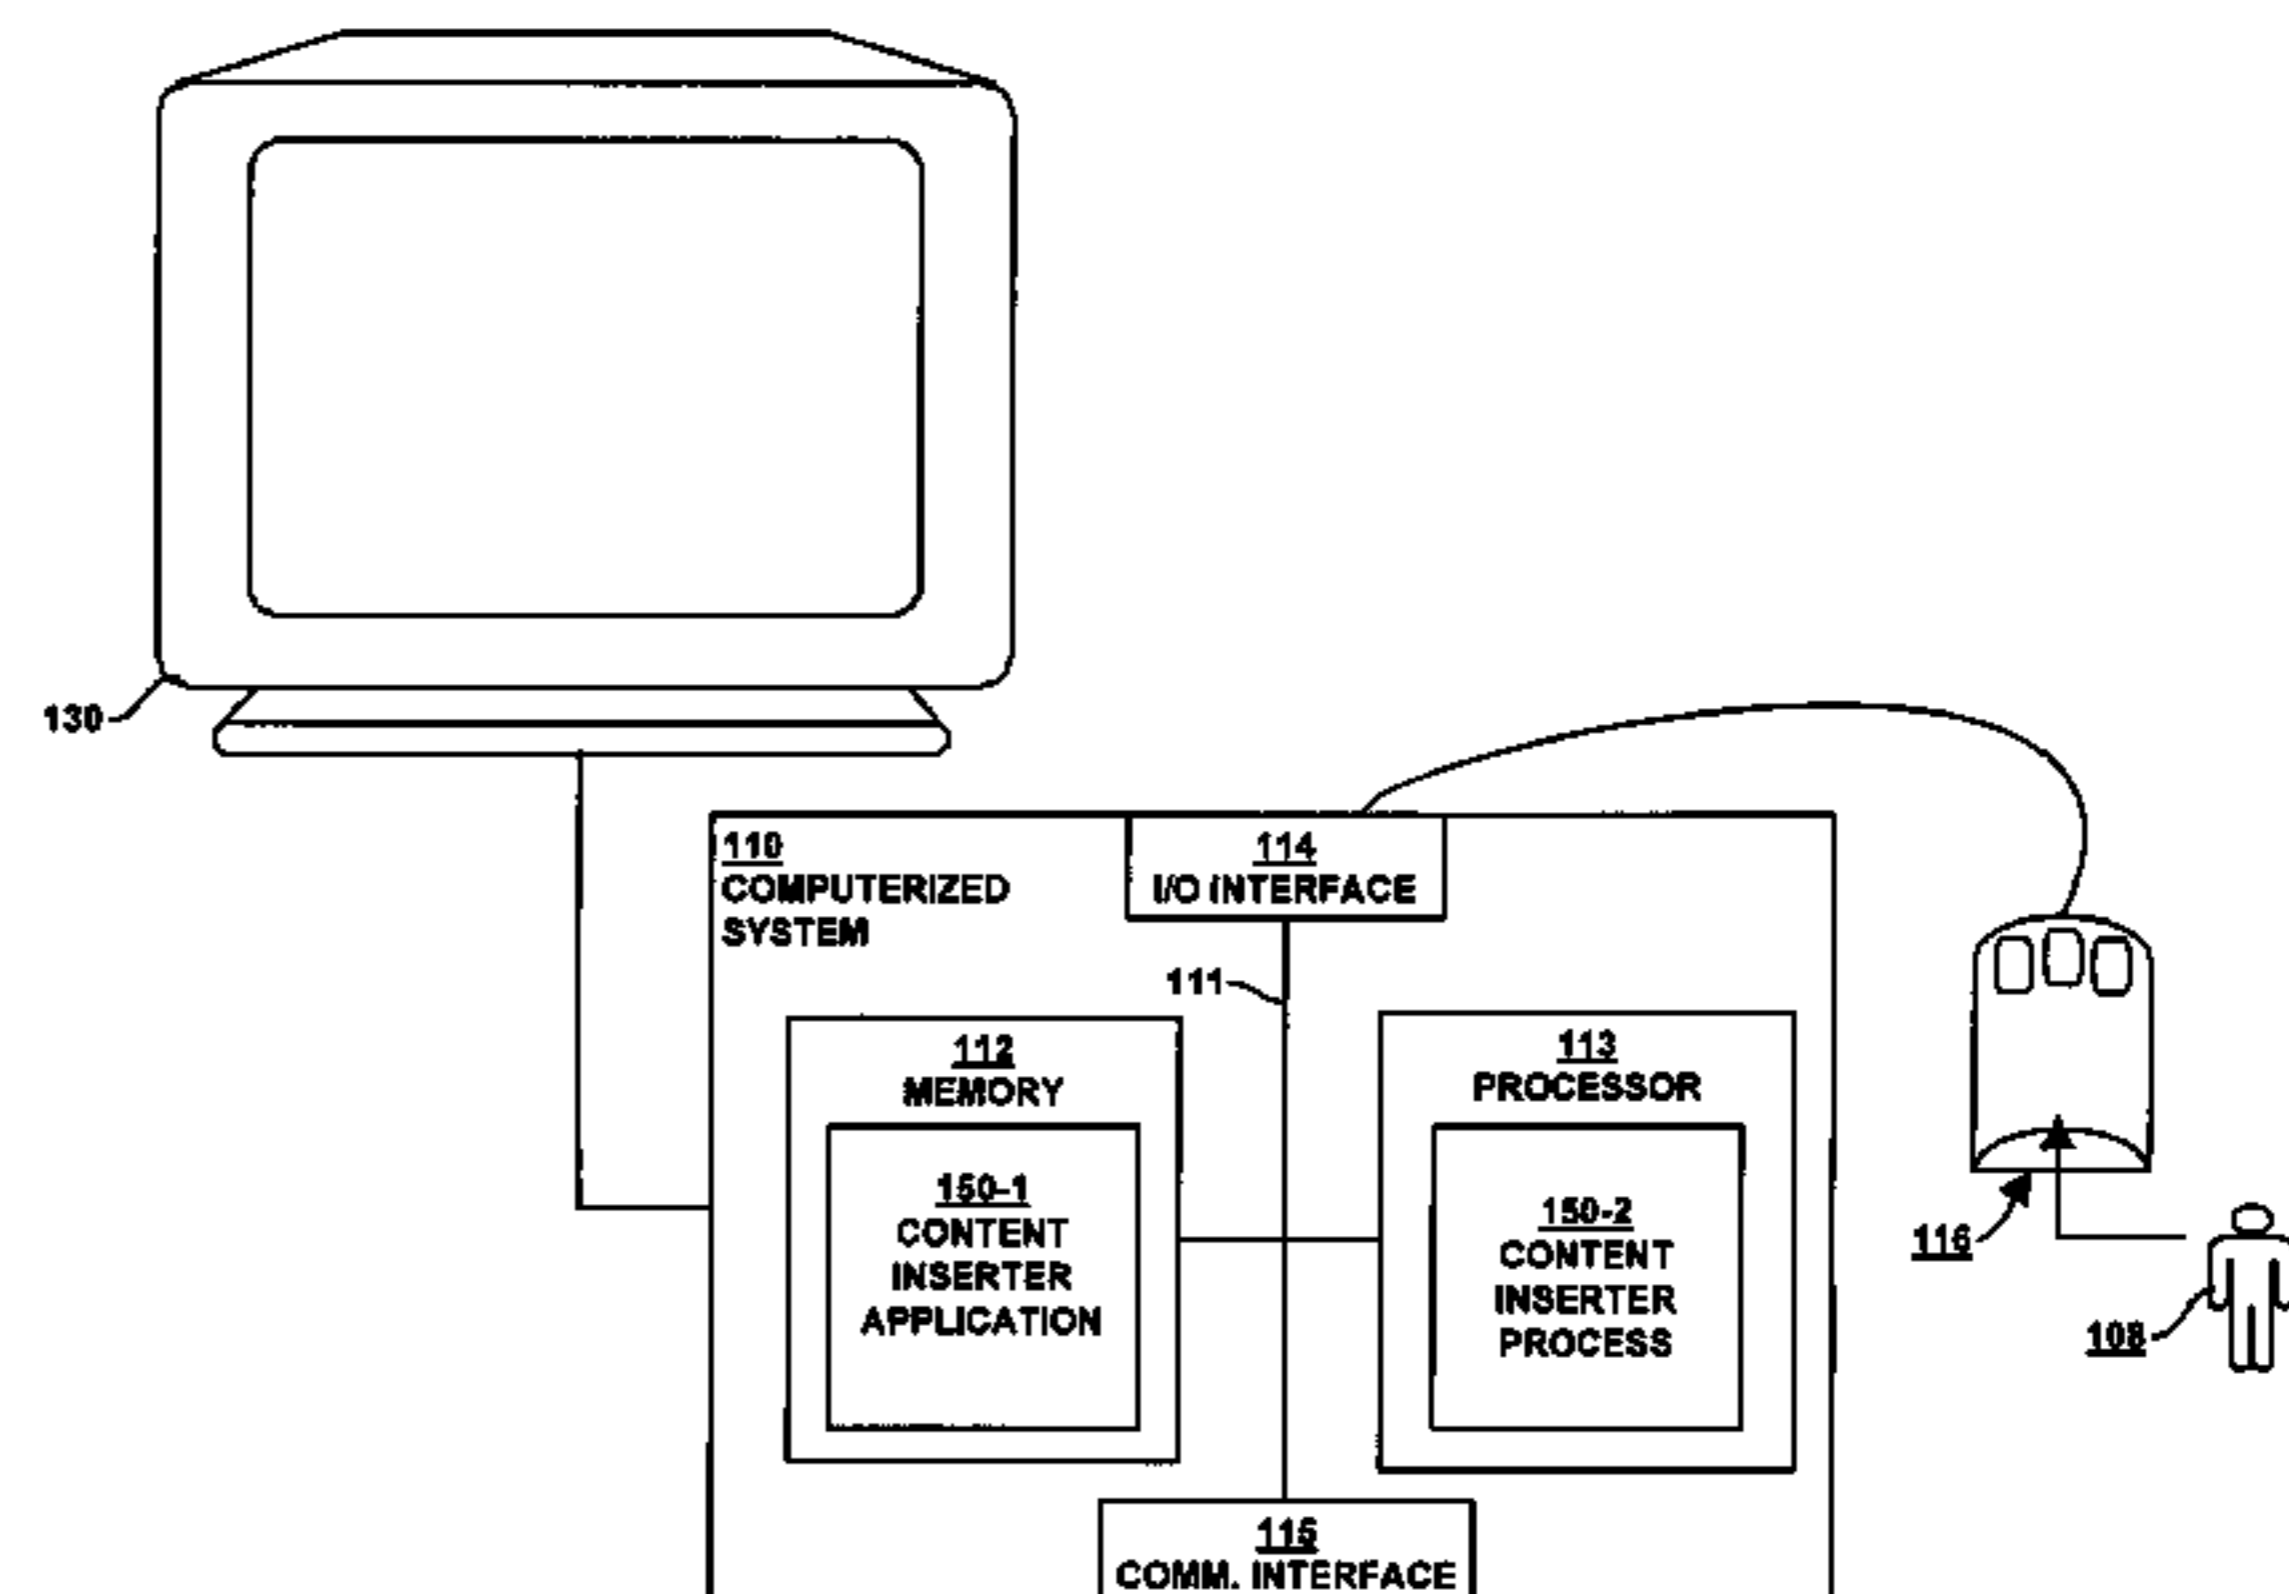 130
110
COMPUTERIZED
SYSTEM
114
I/O INTERFACE
111
112
MEMORY
113
PROCESSOR
150-1
CONTENT
INSERTER
APPLICATION
150-2
CONTENT
INSERTER
PROCESS
116
108
115
COMM. INTERFACE